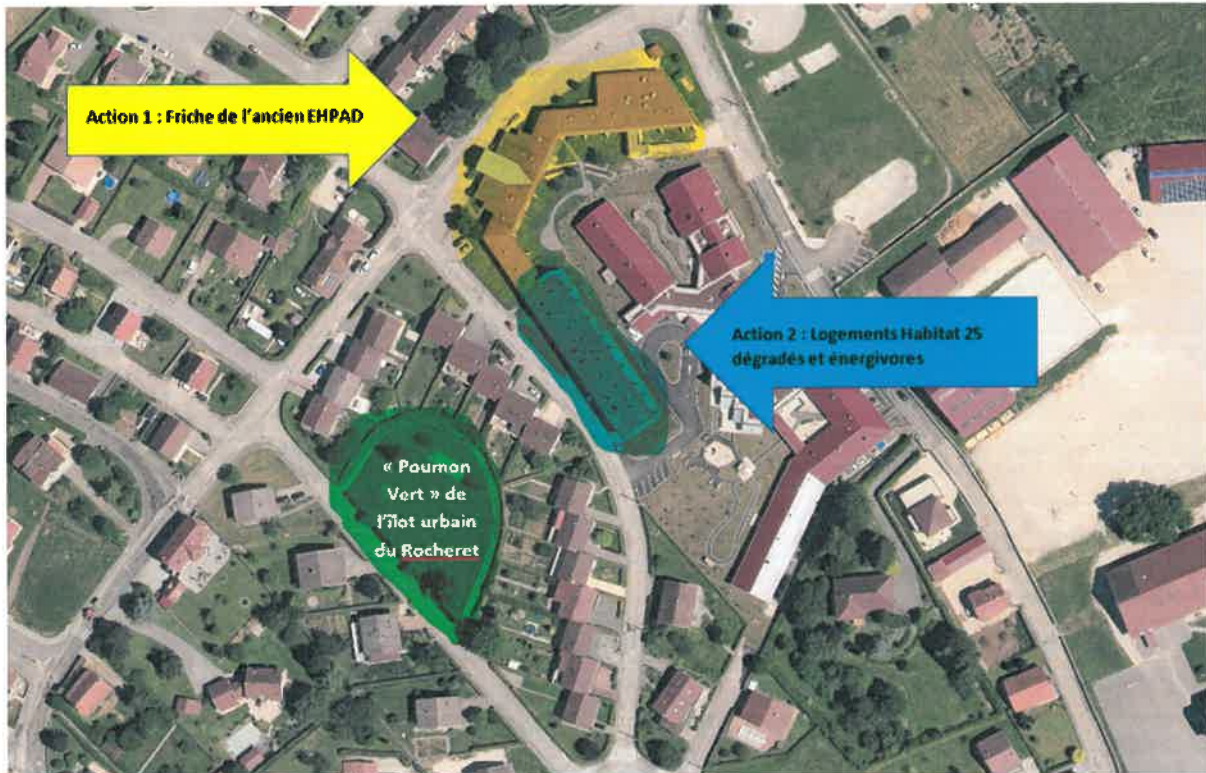 Action 1 : Friche de l'ancien EHPAD
Action 2 : Logements Habitat 25
dégradés et énergivores
« Poumon
Vert » de
l'îlot urbain
du Rocheret